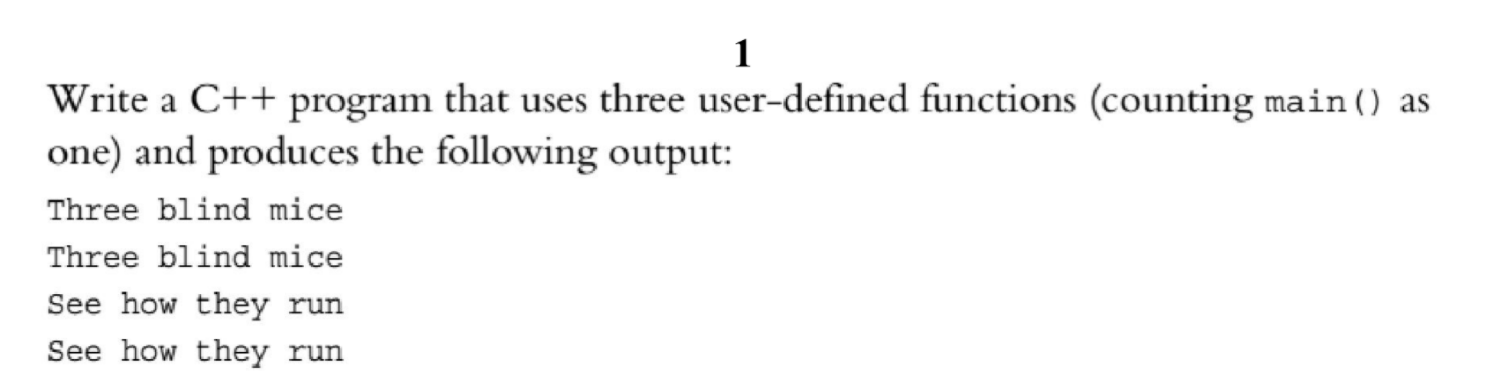 1
Write a C++ program that uses three user-defined functions (counting main() as
one) and produces the following output:
Three blind mice
Three blind mice
See how they run
See how they run